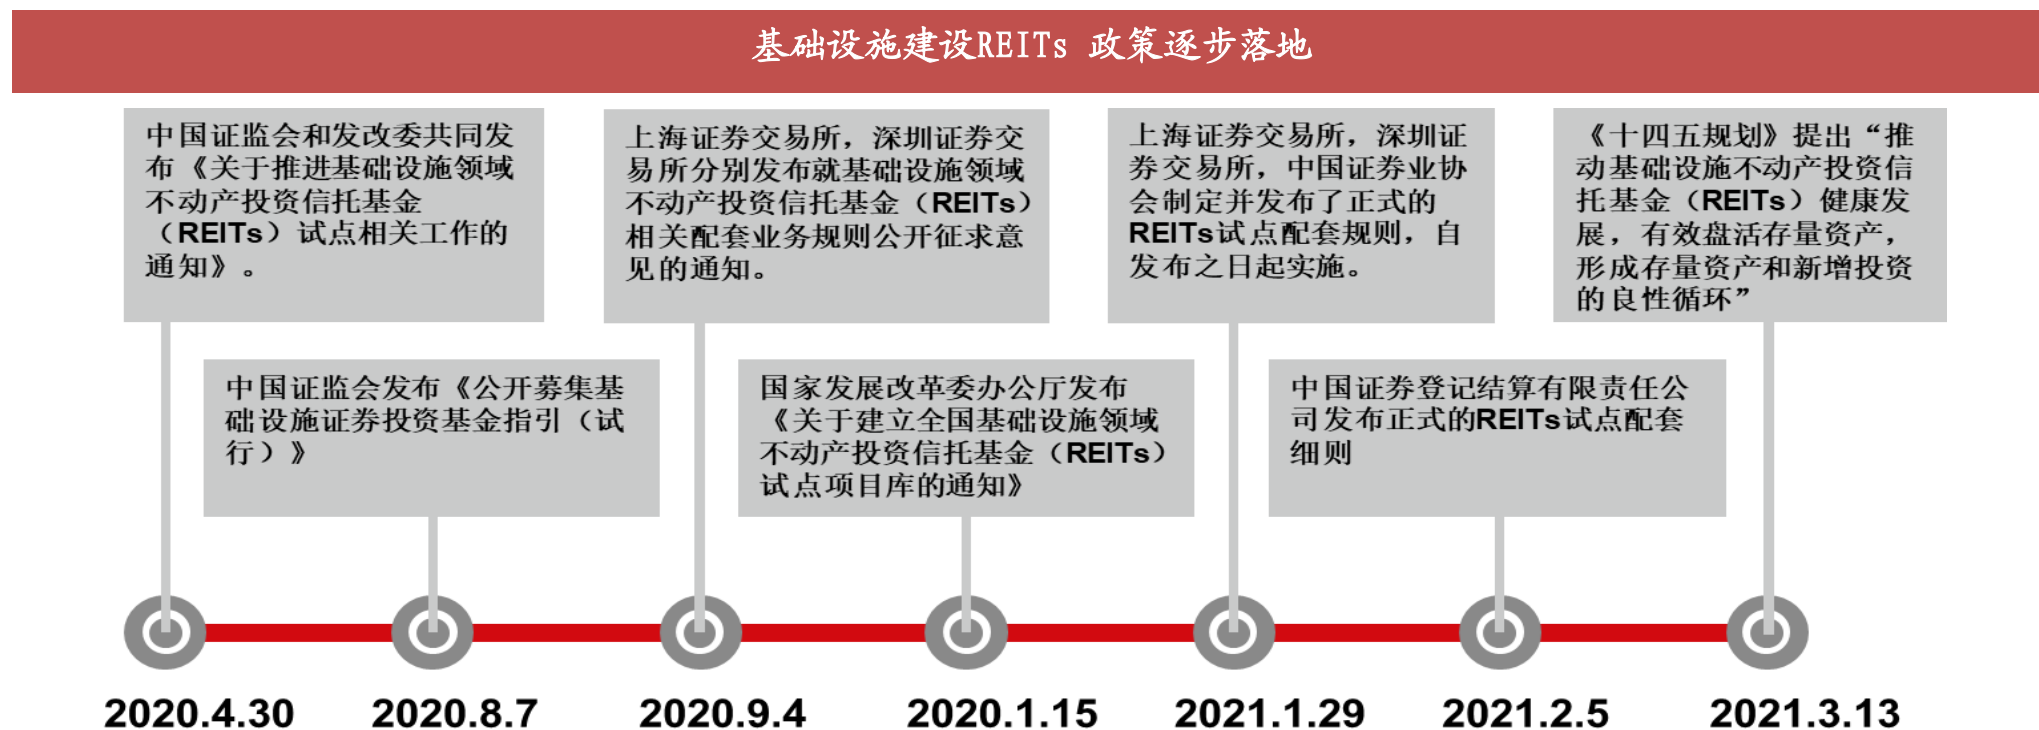 基础设施建设REITs 政策逐步落地
中国证监会和发改委共同发
布《关于推进基础设施领域
不动产投资信托基金
（REITs）试点相关工作的
通知》。
上海证券交易所，深圳证券交
易所分别发布就基础设施领域
不动产投资信托基金（REITs）
相关配套业务规则公开征求意
见的通知。
上海证券交易所，深圳证
券交易所，中国证券业协
会制定并发布了正式的
REITs试点配套规则，自
发布之日起实施。
《十四五规划》提出“推
动基础设施不动产投资信
托基金（REITs）健康发
展，有效盘活存量资产，
形成存量资产和新增投资
的良性循环”
中国证监会发布《公开募集基
础设施证券投资基金指引（试
行）》
国家发展改革委办公厅发布
《关于建立全国基础设施领域
不动产投资信托基金（REITs）
试点项目库的通知》
中国证券登记结算有限责任公
司发布正式的REITs试点配套
细则
2020.4.30
2020.8.7
2020.9.4
2020.1.15
2021.1.29
2021.2.5
2021.3.13